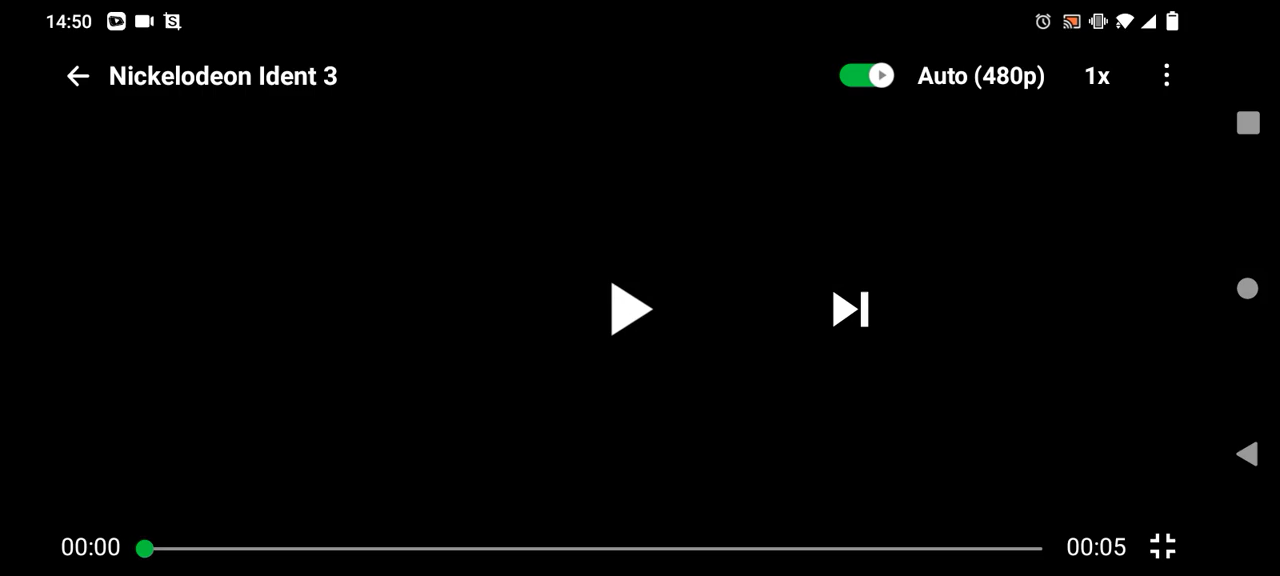 14:50
Nickelodeon Ident 3
Auto (480p)
1x
00:00
00:05